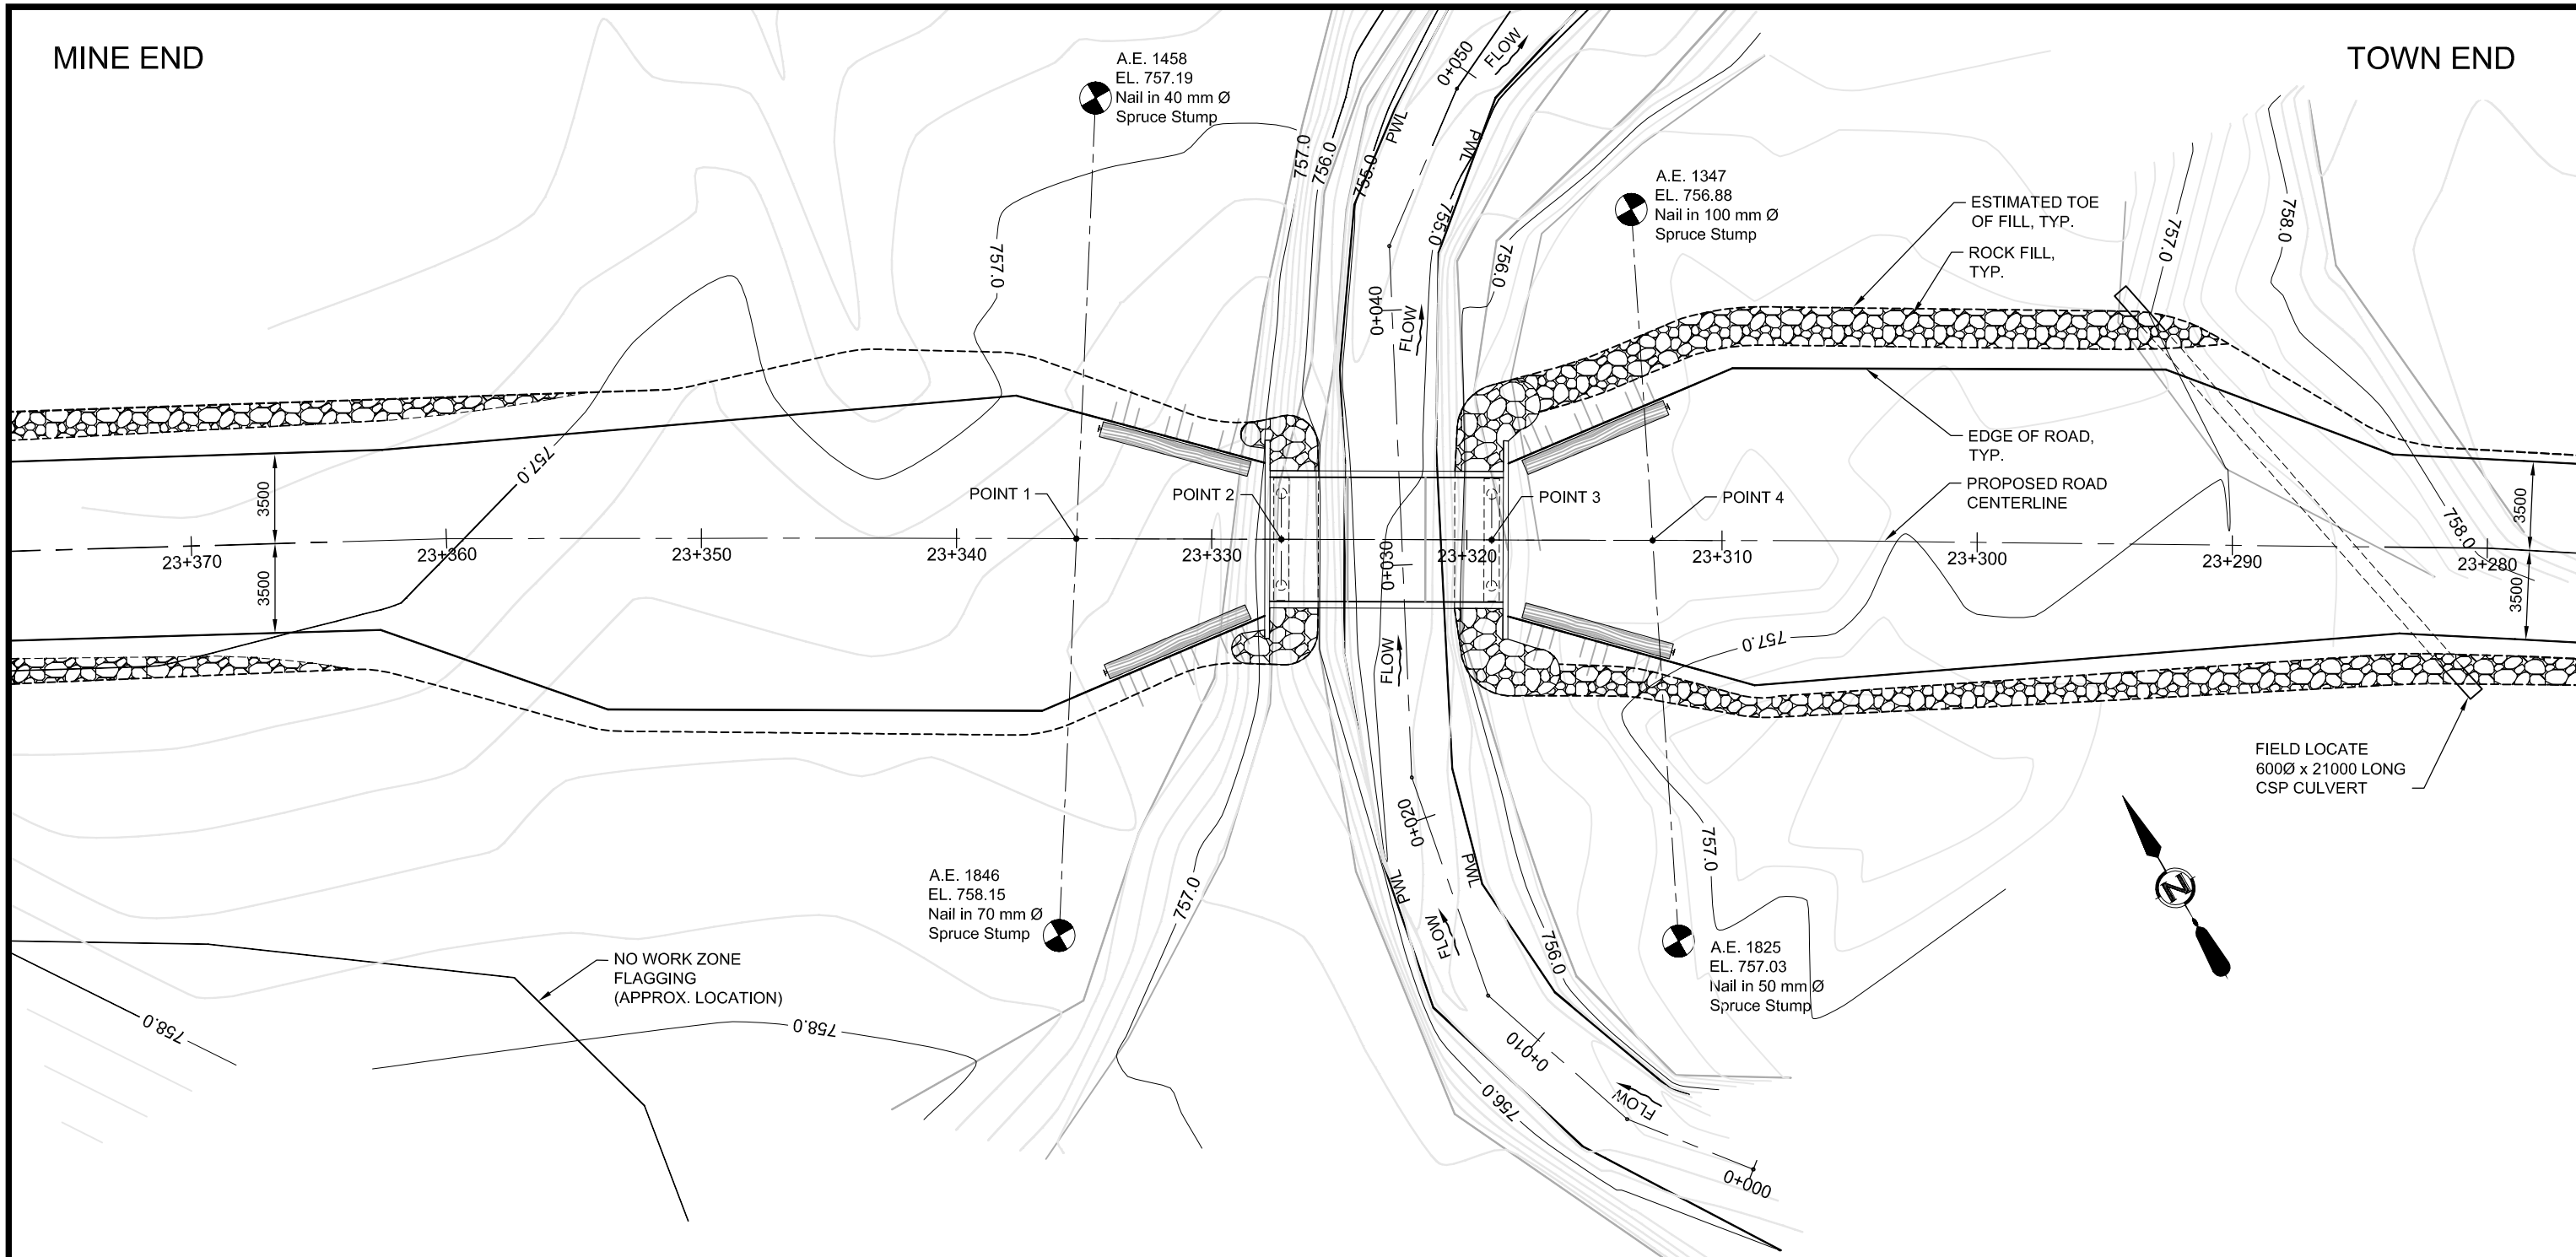 MINE END
TOWN END
A.E. 1458
EL. 757.19
Nail in 40 mm Ø
Spruce Stump
0+050
FLOW
PWL
PWL
757.0
756.0
755.0
755.0
756.0
757.0
A.E. 1347
EL. 756.88
Nail in 100 mm Ø
Spruce Stump
ESTIMATED TOE
OF FILL, TYP.
ROCK FILL,
TYP.
757.0
758.0
0+040
FLOW
EDGE OF ROAD,
TYP.
PROPOSED ROAD
CENTERLINE
757.0
3500
3500
POINT 1
POINT 2
POINT 3
POINT 4
758.0
3500
3500
23+370
23+360
23+350
23+340
23+330
23+320
23+310
23+300
23+290
23+280
0+030
FLOW
757.0
FIELD LOCATE
600Ø x 21000 LONG
CSP CULVERT
0+020
757.0
PWL
PWL
757.0
A.E. 1846
EL. 758.15
Nail in 70 mm Ø
Spruce Stump
N
FLOW
756.0
A.E. 1825
EL. 757.03
Nail in 50 mm Ø
Spruce Stump
NO WORK ZONE
FLAGGING
(APPROX. LOCATION)
758.0
758.0
0+010
756.0
FLOW
0+000